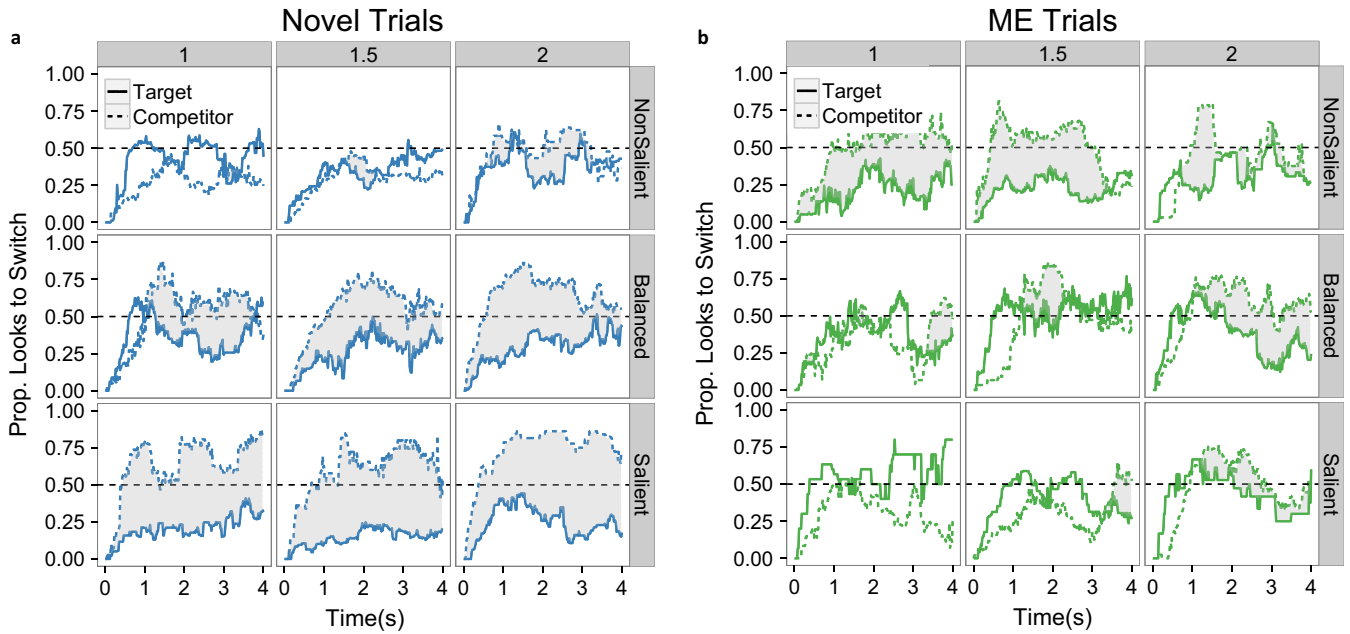 a
Novel Trials
1 1.5 2
Prop. Looks to Switch
1.00
0.75
0.50
0.25
0.00
Target
Competitor
NonSalient
1.00
0.75
0.50
0.25
0.00
Balanced
1.00
0.75
0.50
0.25
0.00
Salient
0 1 2 3 4 0 1 2 3 4 0 1 2 3 4
Time(s)
b
ME Trials
1 1.5 2
Prop. Looks to Switch
1.00
0.75
0.50
0.25
0.00
Target
Competitor
NonSalient
1.00
0.75
0.50
0.25
0.00
Balanced
1.00
0.75
0.50
0.25
0.00
Salient
0 1 2 3 4 0 1 2 3 4 0 1 2 3 4
Time(s)